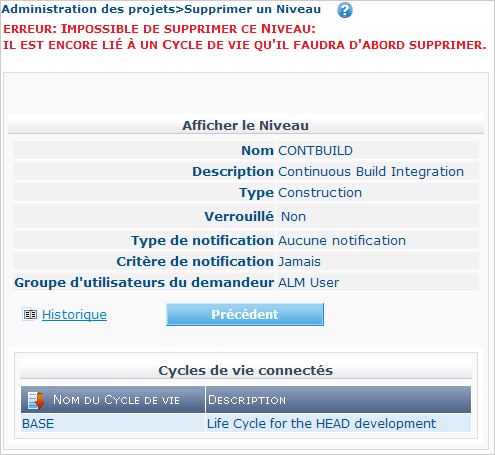 Administration des projets>Supprimer un Niveau ?
ERREUR: IMPOSSIBLE DE SUPPRIMER CE NIVEAU:
IL EST ENCORE LIÉ À UN CYCLE DE VIE QU'IL FAUDRA D'ABORD SUPPRIMER.
Afficher le Niveau
Nom CONTBUILD
Description Continuous Build Integration
Type Construction
Verrouillé Non
Type de notification Aucune notification
Critère de notification Jamais
Groupe d'utilisateurs du demandeur ALM User
Historique Précédent
Cycles de vie connectés
NOM DU CYCLE DE VIE DESCRIPTION
BASE Life Cycle for the HEAD development